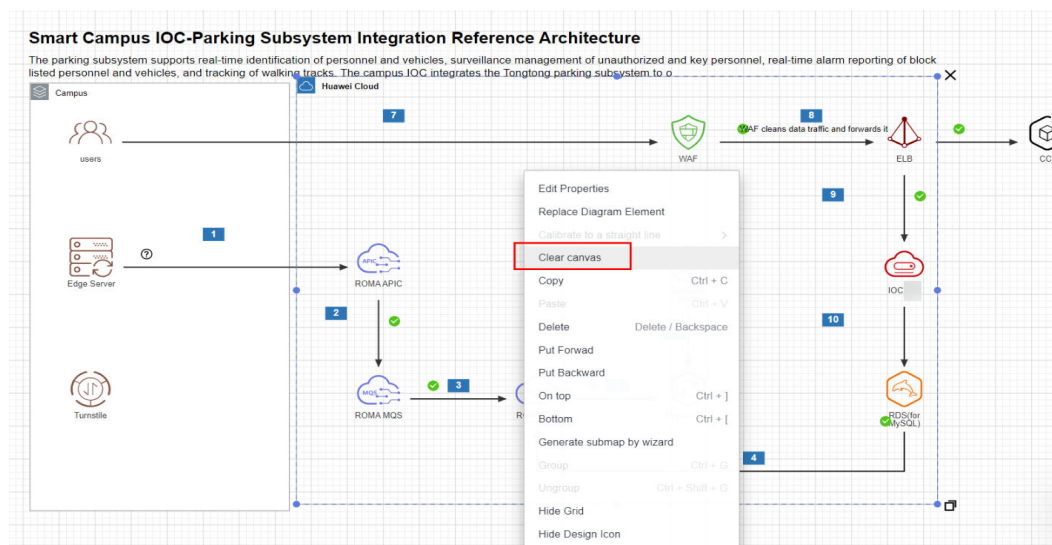 Smart Campus IOC-Parking Subsystem Integration Reference Architecture
The parking subsystem supports real-time identification of personnel and vehicles, surveillance management of unauthorized and key personnel, real-time alarm reporting of block
listed personnel and vehicles, and tracking of walking tracks. The campus IOC integrates the Tongtong parking subsystem to o
Campus
Huawei Cloud
7
8
WAF cleans data traffic and forwards it
users
WAF
ELB
CC
Edit Properties
9
Replace Diagram Element
1
Calibrate to a straight line >
Clear canvas
APIC
Edge Server
ROMA APIC
Copy Ctrl + C
IOC
Paste Ctrl + V
2
10
Delete Delete / Backspace
Put Forwad
Put Backward
3
MQS
On top Ctrl + ]
Turnstile
ROMA MQS
Bottom Ctrl + [
RDS(for
MySQL)
Generate submap by wizard
4
Group Ctrl + G
Ungroup Ctrl + Shift + G
Hide Grid
Hide Design Icon